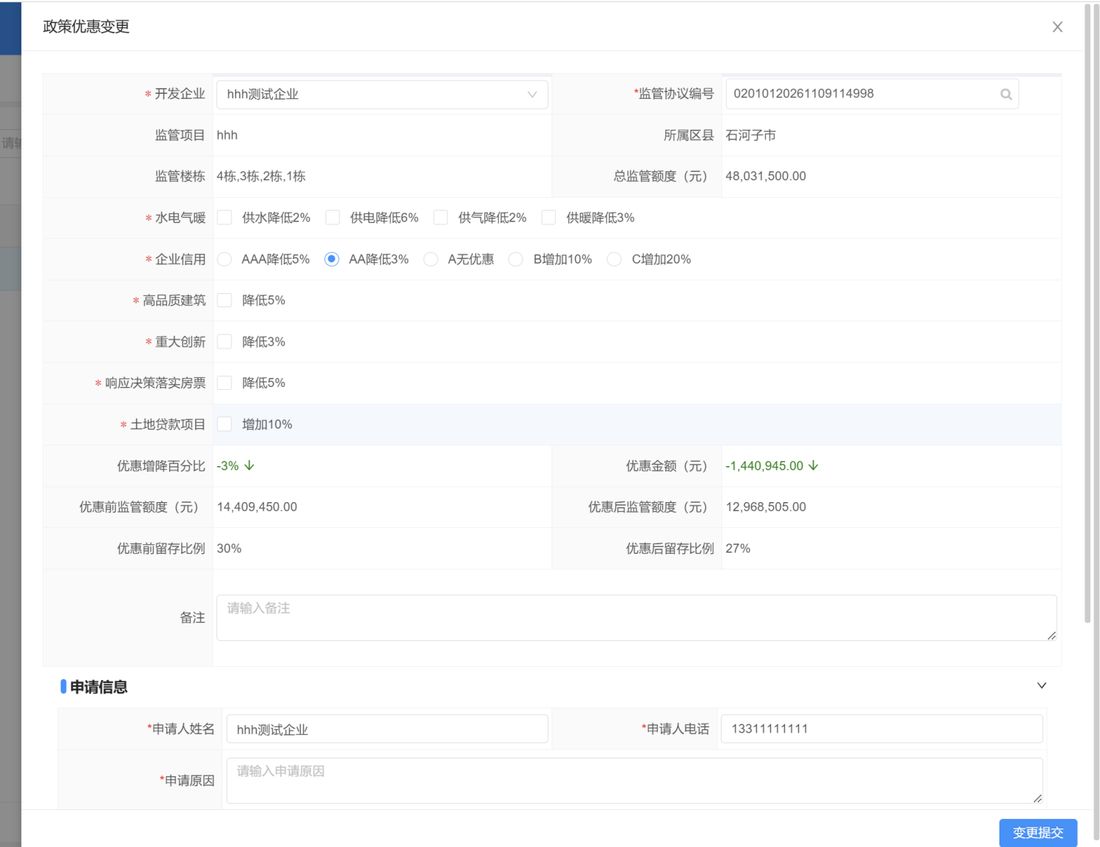 政策优惠变更
* 开发企业 hhh测试企业 *监管协议编号 02010120261109114998
监管项目 hhh 所属区县 石河子市
请输
监管楼栋 4栋,3栋,2栋,1栋 总监管额度（元） 48,031,500.00
* 水电气暖 供水降低2% 供电降低6% 供气降低2% 供暖降低3%
* 企业信用 AAA降低5% AA降低3% A无优惠 B增加10% C增加20%
* 高品质建筑 降低5%
* 重大创新 降低3%
* 响应决策落实房票 降低5%
* 土地贷款项目 增加10%
优惠增降百分比 -3% 优惠金额（元） -1,440,945.00
优惠前监管额度（元） 14,409,450.00 优惠后监管额度（元） 12,968,505.00
优惠前留存比例 30% 优惠后留存比例 27%
备注 请输入备注
申请信息
*申请人姓名 hhh测试企业 *申请人电话 13311111111
*申请原因 请输入申请原因
变更提交